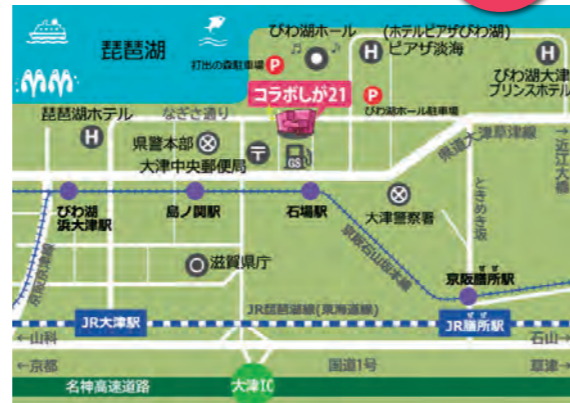 びわ湖ホール
(ホテルピアザびわ湖)
ピアザ淡海
H
H
琵琶湖
打出の森駐車場 P
びわ湖大津
プリンスホテル
コラボしが21
P
びわ湖ホール駐車場
琵琶湖ホテル
なぎさ通り
H
県警本部
大津中央郵便局
GS
県道大津草津線
→近江大橋
びわ湖
浜大津駅
島ノ関駅
石場駅
大津警察署
ときめき坂
京阪京津線
滋賀県庁
京阪石山坂本線
ぜぜ
京阪膳所駅
JR琵琶湖線(東海道線)
JR大津駅
ぜぜ
JR膳所駅
←山科
石山→
←京都
国道1号
草津→
名神高速道路
大津IC